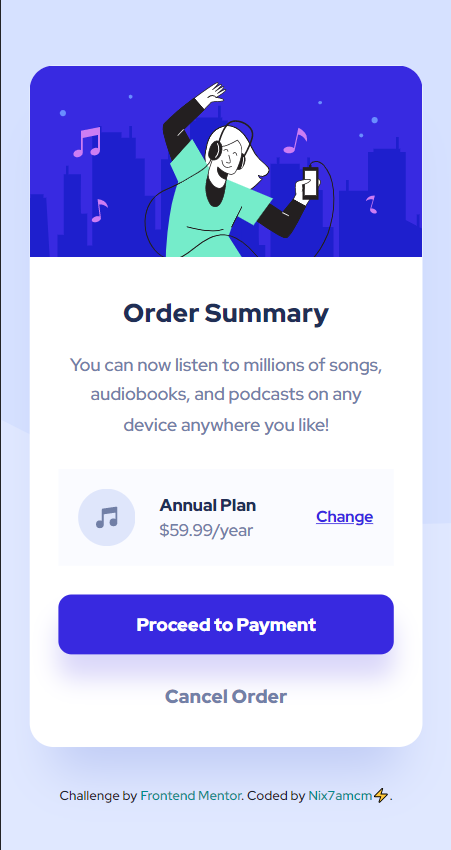 Order Summary
You can now listen to millions of songs,
audiobooks, and podcasts on any
device anywhere you like!
Annual Plan
$59.99/year
Change
Proceed to Payment
Cancel Order
Challenge by Frontend Mentor. Coded by Nix7amcm⚡.